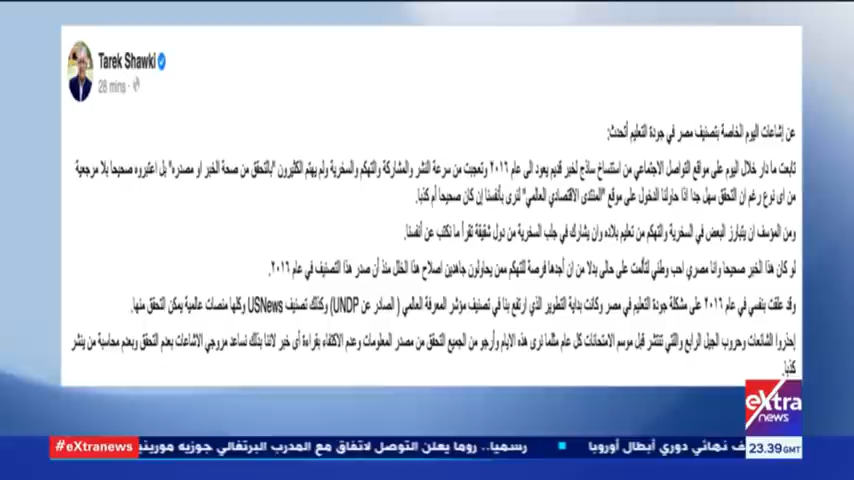 Tarek Shawki
28 mins
عن إشاعات اليوم الخاصة بتصنيف مصر في جودة التعليم أتحدث:
تابعت ما دار خلال اليوم على مواقع التواصل الاجتماعي من استنساخ ساذج لخبر قديم يعود الى عام ٢٠١٦ وتعجبت من سرعة النشر والمشاركة والتهكم والسخرية ولم يهتم الكثيرون "بالتحقق من صحة الخبر او مصدره" بل اعتبروه صحيحاً بلا مرجعية
من اى نوع رغم ان التحقق سهل جدا اذا حاولنا الدخول على موقع "المنتدى الاقتصادي العالمي" لنرى بأنفسنا إن كان صحيحا أم كذبا.
ومن المؤسف ان يتبارز البعض في السخرية والتهكم من تعليم بلاده وان يشارك في جلب السخرية من دول شقيقة تقرأ ما نكتب عن أنفسنا.
لو كان هذا الخبر صحيحا وانا مصري احب وطني لتألمت على حالى بدلا من ان أجدها فرصة للتهكم ممن يحاولون جاهدين اصلاح هذا الخلل منذ أن صدر هذا التصنيف في عام ٢٠١٦.
وقد علقت بنفسي في عام ٢٠١٦ على مشكلة جودة التعليم في مصر وكانت بداية التطوير الذي ارتفع بنا في تصنيف مؤشر المعرفة العالمي ( الصادر عن UNDP) وكذلك تصنيف USNews وكلها منصات عالمية يمكن التحقق منها.
إحذروا الشائعات وحروب الجيل الرابع والتي تنتشر قبل موسم الامتحانات كل عام مثلما نرى هذه الايام وأرجو من الجميع التحقق من مصدر المعلومات وعدم الاكتفاء بقراءة أى خبر لاننا بذلك نساعد مروجي الاشاعات بعدم التحقق وبعدم محاسبة من ينشر
كذبا.
eXtra
news
#eXtranews
ف نهائي دوري أبطال أوروبا ■ رسميا.. روما يعلن التوصل لاتفاق مع المدرب البرتغالي جوزيه مورينيو
23.39 GMT